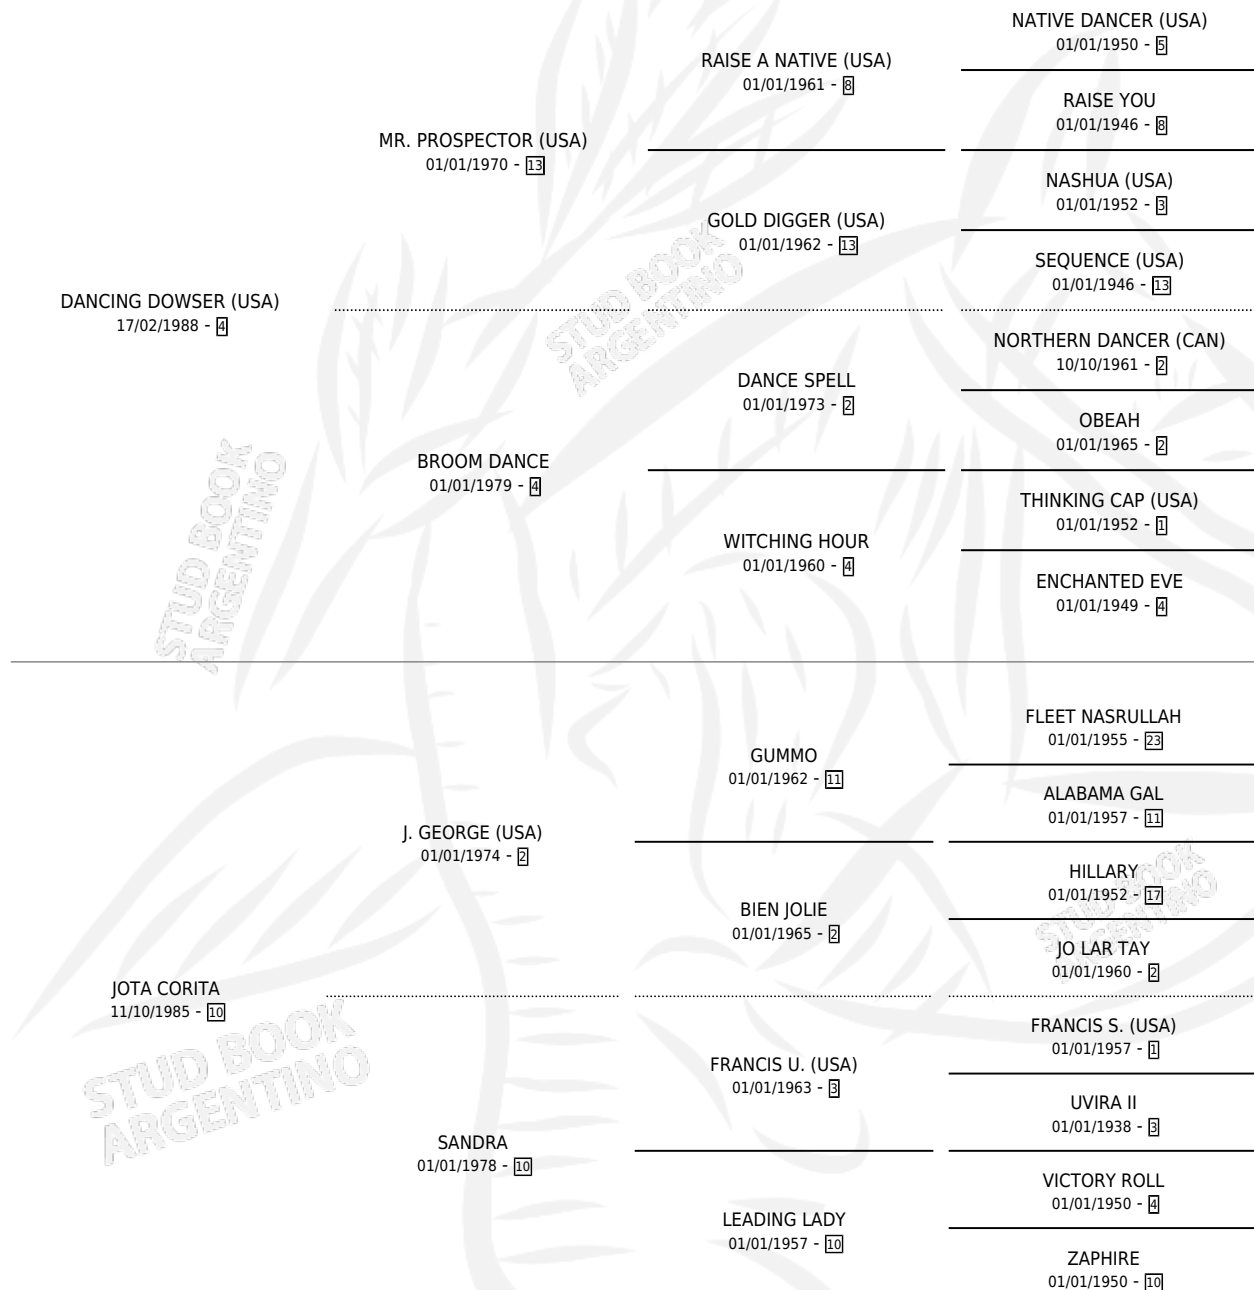 NATIVE DANCER (USA)
01/01/1950 - 5
RAISE A NATIVE (USA)
01/01/1961 - 8
RAISE YOU
01/01/1946 - 8
MR. PROSPECTOR (USA)
01/01/1970 - 13
NASHUA (USA)
01/01/1952 - 3
GOLD DIGGER (USA)
01/01/1962 - 13
SEQUENCE (USA)
01/01/1946 - 13
DANCING DOWSER (USA)
17/02/1988 - 4
NORTHERN DANCER (CAN)
10/10/1961 - 2
DANCE SPELL
01/01/1973 - 2
OBEAH
01/01/1965 - 2
BROOM DANCE
01/01/1979 - 4
THINKING CAP (USA)
01/01/1952 - 1
WITCHING HOUR
01/01/1960 - 4
ENCHANTED EVE
01/01/1949 - 4
FLEET NASRULLAH
01/01/1955 - 23
GUMMO
01/01/1962 - 11
ALABAMA GAL
01/01/1957 - 11
J. GEORGE (USA)
01/01/1974 - 2
HILLARY
01/01/1952 - 17
BIEN JOLIE
01/01/1965 - 2
JO LAR TAY
01/01/1960 - 2
JOTA CORITA
11/10/1985 - 10
FRANCIS S. (USA)
01/01/1957 - 1
FRANCIS U. (USA)
01/01/1963 - 3
UVIRA II
01/01/1938 - 3
SANDRA
01/01/1978 - 10
VICTORY ROLL
01/01/1950 - 4
LEADING LADY
01/01/1957 - 10
ZAPHIRE
01/01/1950 - 10
STUD BOOK
ARGENTINO
STUD BOOK
ARGENTINO
STUD BOOK
ARGENTINO
STUD BOOK
ARGENTINO